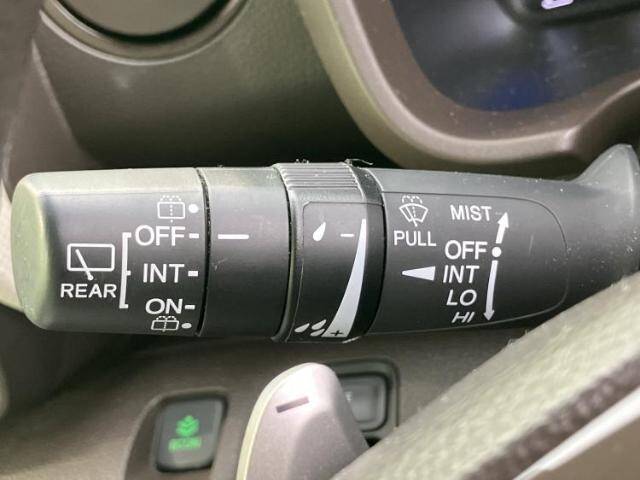 REAR
OFF
INT
ON
- 
+
PULL
MIST
OFF
INT
LO
HI